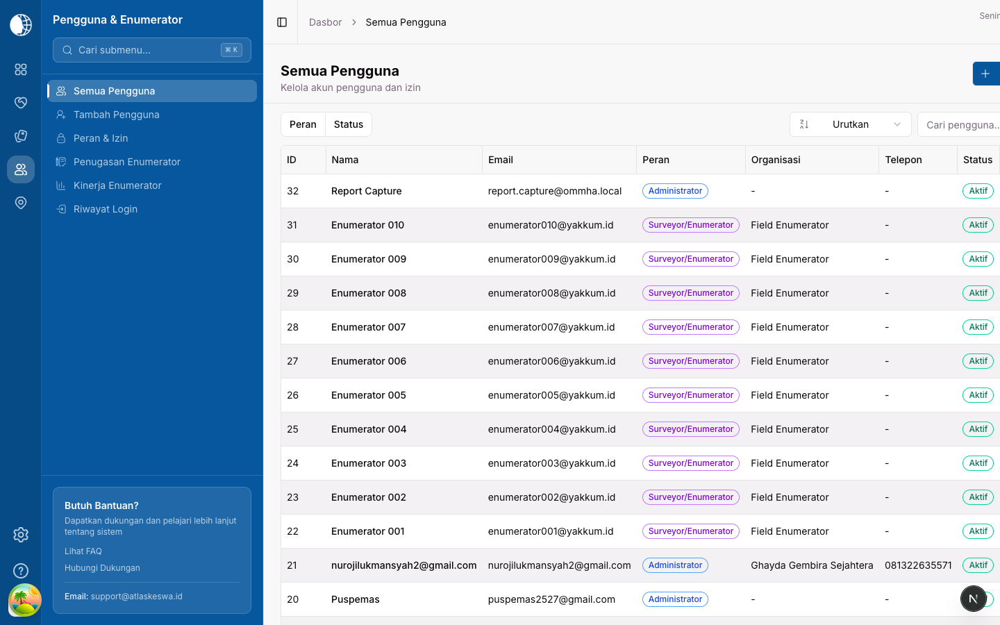 Pengguna & Enumerator
Cari submenu...
⌘ K
Semua Pengguna
Tambah Pengguna
Peran & Izin
Penugasan Enumerator
Kinerja Enumerator
Riwayat Login
Butuh Bantuan?
Dapatkan dukungan dan pelajari lebih lanjut
tentang sistem
Lihat FAQ
Hubungi Dukungan
Email: support@atlaskeswa.id
Dasbor > Semua Pengguna
Senin
Semua Pengguna
Kelola akun pengguna dan izin
Peran Status
Urutkan
Cari pengguna...
ID Nama Email Peran Organisasi Telepon Status
32 Report Capture report.capture@ommha.local Administrator - - Aktif
31 Enumerator 010 enumerator010@yakkum.id Surveyor/Enumerator Field Enumerator - Aktif
30 Enumerator 009 enumerator009@yakkum.id Surveyor/Enumerator Field Enumerator - Aktif
29 Enumerator 008 enumerator008@yakkum.id Surveyor/Enumerator Field Enumerator - Aktif
28 Enumerator 007 enumerator007@yakkum.id Surveyor/Enumerator Field Enumerator - Aktif
27 Enumerator 006 enumerator006@yakkum.id Surveyor/Enumerator Field Enumerator - Aktif
26 Enumerator 005 enumerator005@yakkum.id Surveyor/Enumerator Field Enumerator - Aktif
25 Enumerator 004 enumerator004@yakkum.id Surveyor/Enumerator Field Enumerator - Aktif
24 Enumerator 003 enumerator003@yakkum.id Surveyor/Enumerator Field Enumerator - Aktif
23 Enumerator 002 enumerator002@yakkum.id Surveyor/Enumerator Field Enumerator - Aktif
22 Enumerator 001 enumerator001@yakkum.id Surveyor/Enumerator Field Enumerator - Aktif
21 nurojilukmansyah2@gmail.com nurojilukmansyah2@gmail.com Administrator Ghayda Gembira Sejahtera 081322635571 Aktif
20 Puspemas puspemas2527@gmail.com Administrator - -
N